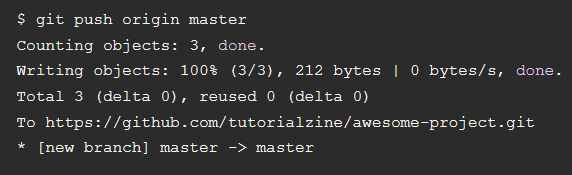 $ git push origin master
Counting objects: 3, done.
Writing objects: 100% (3/3), 212 bytes | 0 bytes/s, done.
Total 3 (delta 0), reused 0 (delta 0)
To https://github.com/tutorialzine/awesome-project.git
* [new branch] master -> master